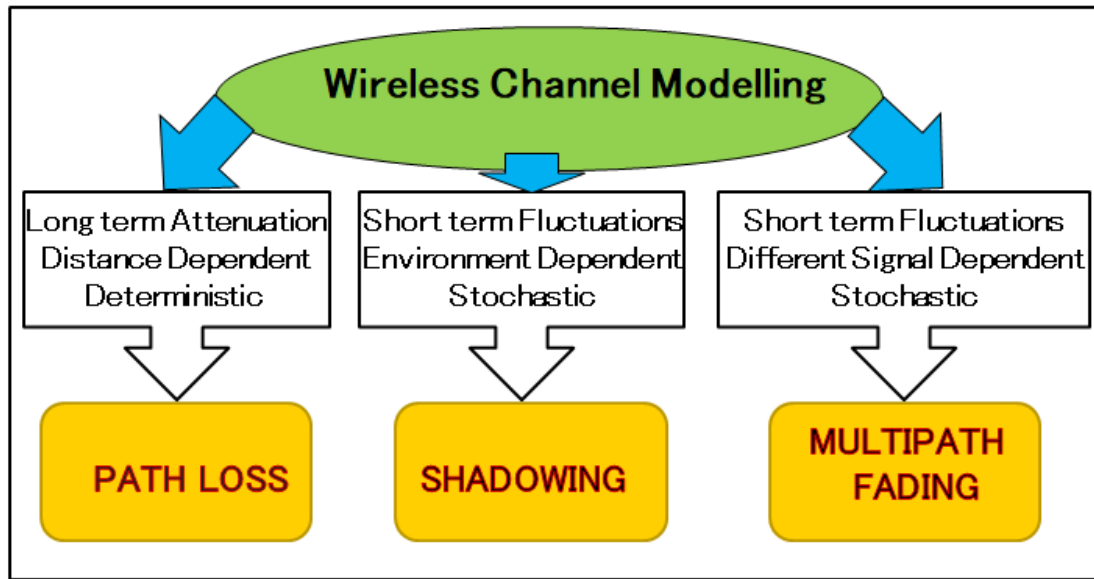 Wireless Channel Modelling
Long term Attenuation
Distance Dependent
Deterministic
Short term Fluctuations
Environment Dependent
Stochastic
Short term Fluctuations
Different Signal Dependent
Stochastic
PATH LOSS
SHADOWING
MULTIPATH
FADING